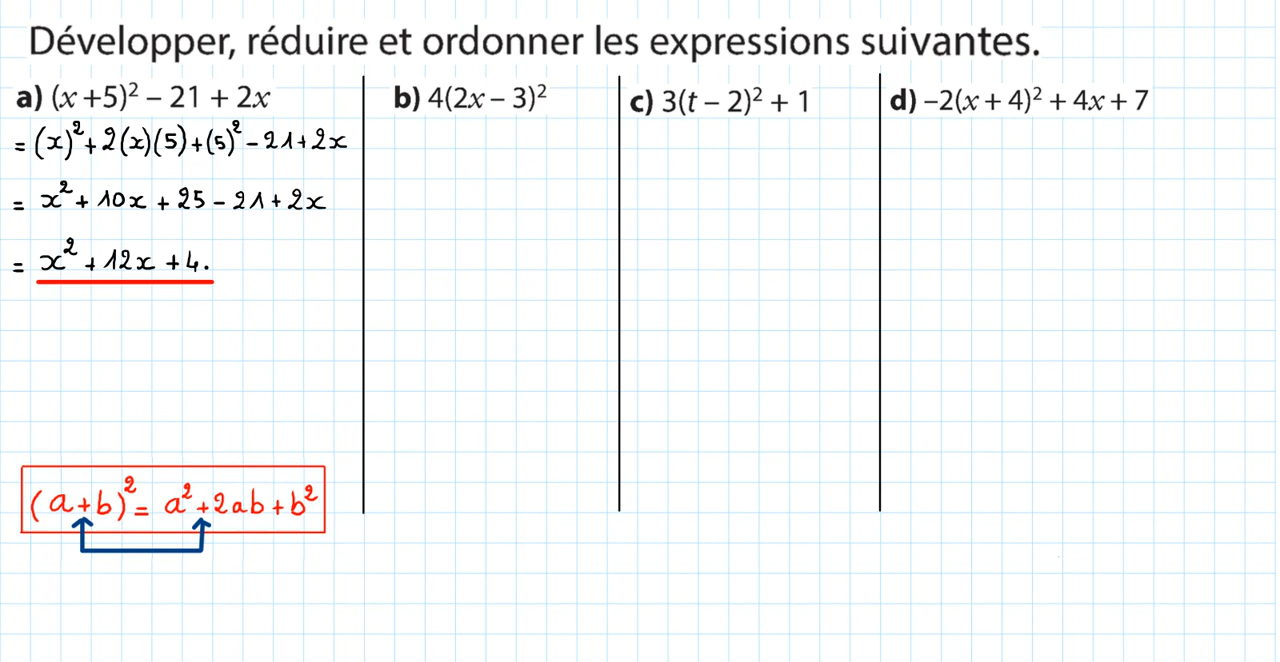 Développer, réduire et ordonner les expressions suivantes.
a) (x +5)² – 21 + 2x
= (x)² + 2(x)(5) + (5)² - 21 + 2x
= x² + 10x + 25 - 21 + 2x
= x² + 12x + 4.
(a+b)² = a² + 2ab + b²
b) 4(2x – 3)²
c) 3(t – 2)² + 1
d) –2(x + 4)² + 4x + 7